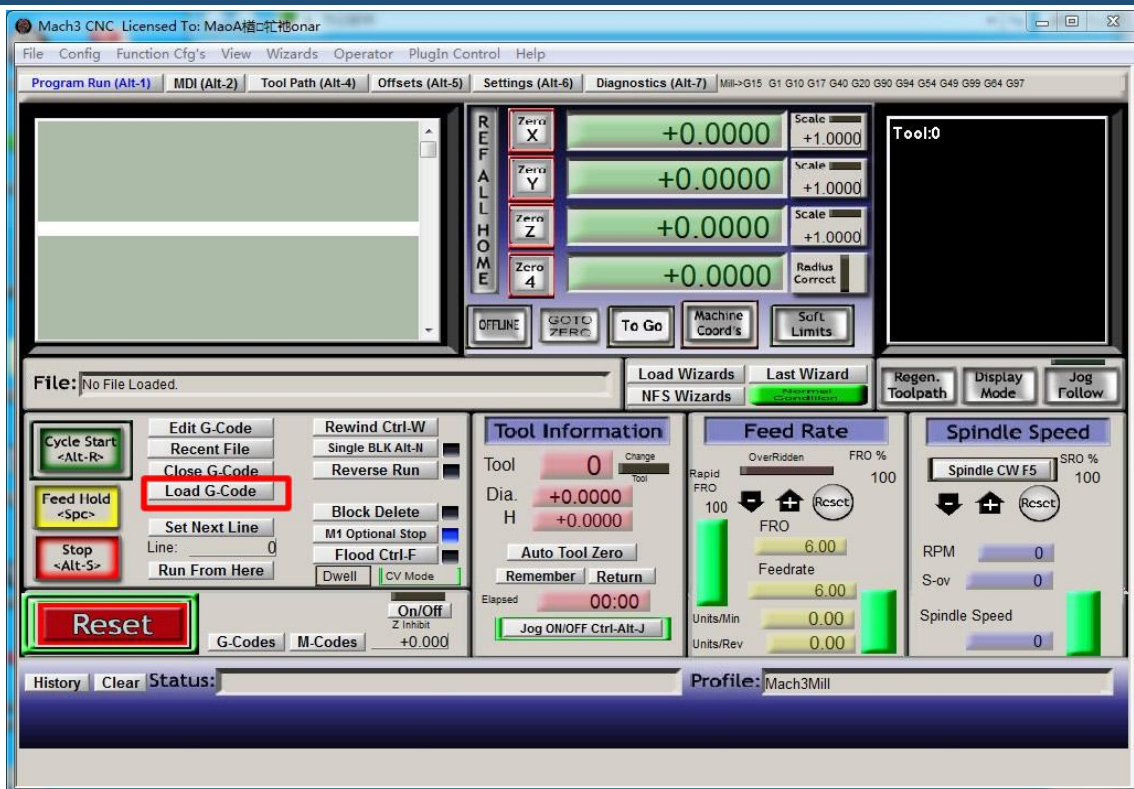 Mach3 CNC Licensed To: MaoA
File Config Function Cfg's View Wizards Operator PlugIn Control Help
Program Run (Alt-1) MDI (Alt-2) Tool Path (Alt-4) Offsets (Alt-5) Settings (Alt-6) Diagnostics (Alt-7) Mill->G15 G1 G10 G17 G40 G20 G90 G94 G54 G49 G99 G64 G97
REF ALL HOME
Zero X +0.0000 Scale +1.0000
Zero Y +0.0000 Scale +1.0000
Zero Z +0.0000 Scale +1.0000
Zero 4 +0.0000 Radius Correct
OFFLINE GOTO ZERO To Go Machine Coord's Soft Limits
Tool:0
File: No File Loaded.
Load Wizards Last Wizard
NFS Wizards Normal Condition
Regen. Toolpath Display Mode Jog Follow
Cycle Start <Alt-R>
Feed Hold <Spc>
Stop <Alt-S>
Edit G-Code
Recent File
Close G-Code
Load G-Code
Set Next Line
Line: 0
Run From Here
Rewind Ctrl-W
Single BLK Alt-N
Reverse Run
Block Delete
M1 Optional Stop
Flood Ctrl-F
Dwell CV Mode
Reset
G-Codes M-Codes
On/Off
Z Inhibit
+0.000
Tool Information
Tool 0 Change Tool
Dia. +0.0000
H +0.0000
Auto Tool Zero
Remember Return
Elapsed 00:00
Jog ON/OFF Ctrl-Alt-J
Feed Rate
OverRidden FRO %
100
Rapid FRO
100
Reset
FRO
6.00
Feedrate
6.00
Units/Min 0.00
Units/Rev 0.00
Spindle Speed
Spindle CW F5
SRO %
100
Reset
RPM 0
S-ov 0
Spindle Speed
0
History Clear Status:
Profile: Mach3Mill